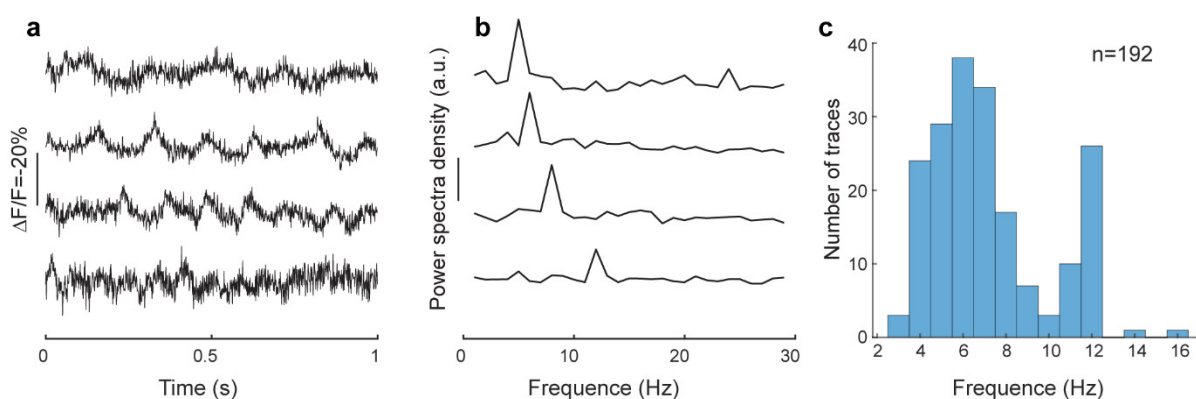 a
ΔF/F=-20%
0 0.5 1
Time (s)
b
Power spectra density (a.u.)
0 10 20 30
Frequence (Hz)
c
n=192
Number of traces
40
30
20
10
0
2 4 6 8 10 12 14 16
Frequence (Hz)